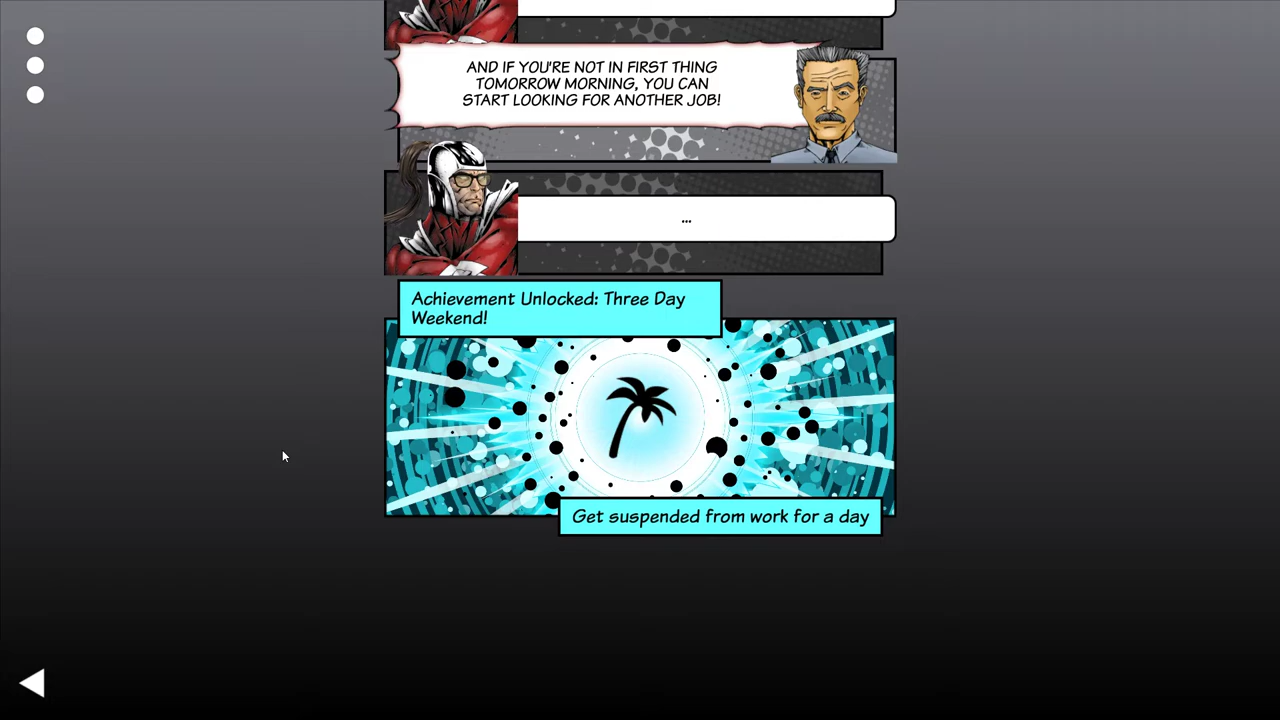 AND IF YOU'RE NOT IN FIRST THING
TOMORROW MORNING, YOU CAN
START LOOKING FOR ANOTHER JOB!
...
Achievement Unlocked: Three Day
Weekend!
Get suspended from work for a day